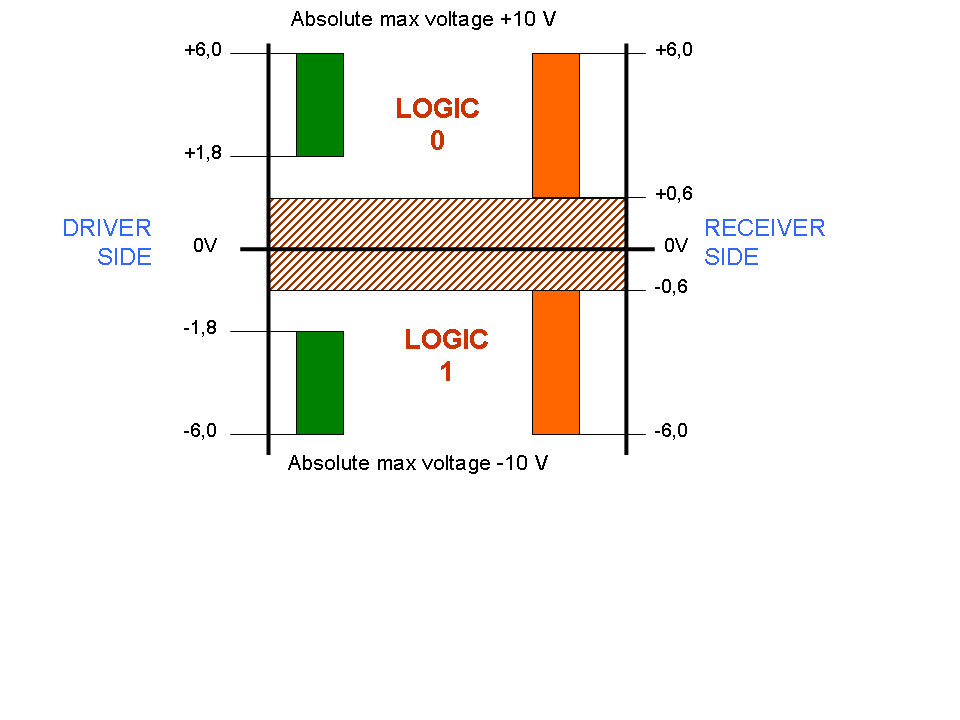 Absolute max voltage +10 V
+6,0
+6,0
LOGIC
0
+1,8
+0,6
DRIVER
SIDE
0V
0V
RECEIVER
SIDE
-0,6
-1,8
LOGIC
1
-6,0
-6,0
Absolute max voltage -10 V